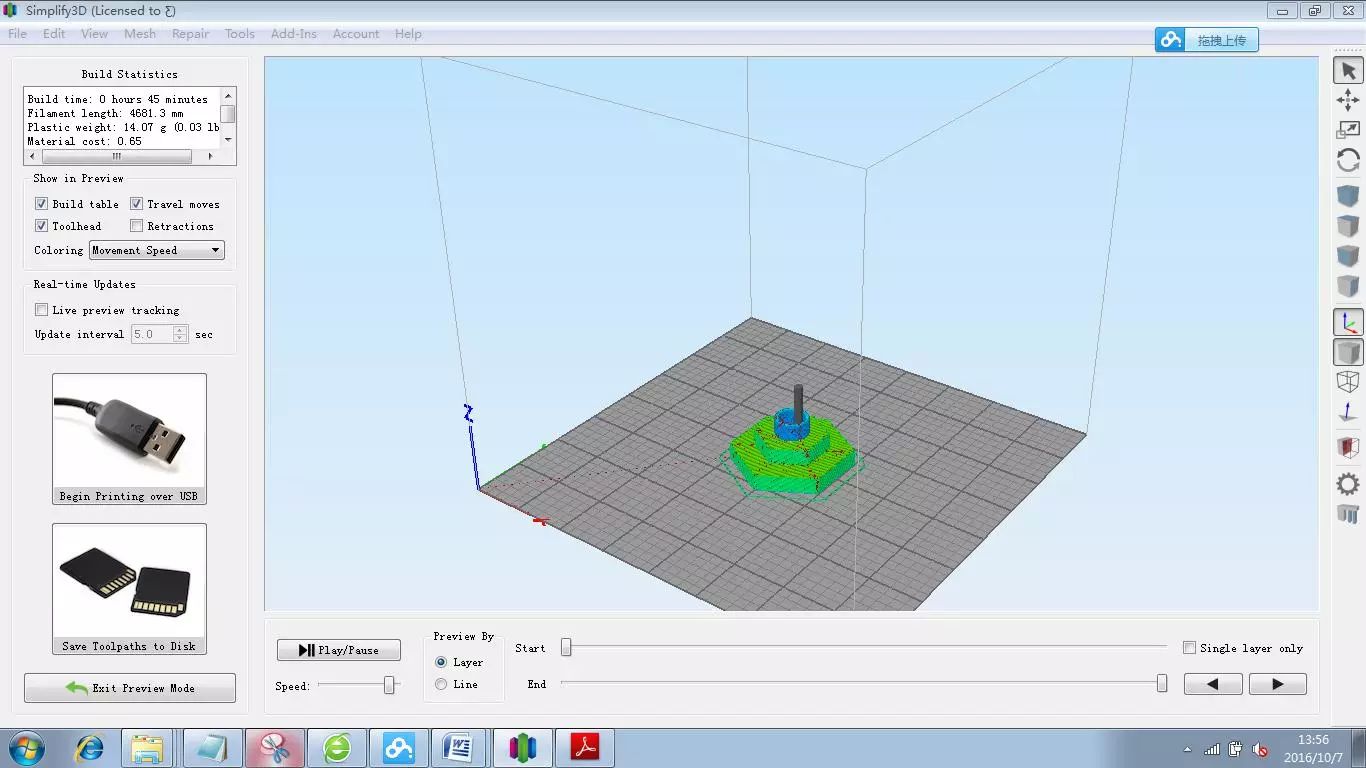 Simplify3D (Licensed to ξ)
File Edit View Mesh Repair Tools Add-Ins Account Help
拖拽上传
Build Statistics
Build time: 0 hours 45 minutes
Filament length: 4681.3 mm
Plastic weight: 14.07 g (0.03 lb
Material cost: 0.65
Show in Preview
Build table Travel moves
Toolhead Retractions
Coloring Movement Speed
Real-time Updates
Live preview tracking
Update interval 5.0 sec
Begin Printing over USB
Save Toolpaths to Disk
Exit Preview Mode
Z
Play/Pause
Speed:
Preview By
Layer
Line
Start
End
Single layer only
13:56
2016/10/7